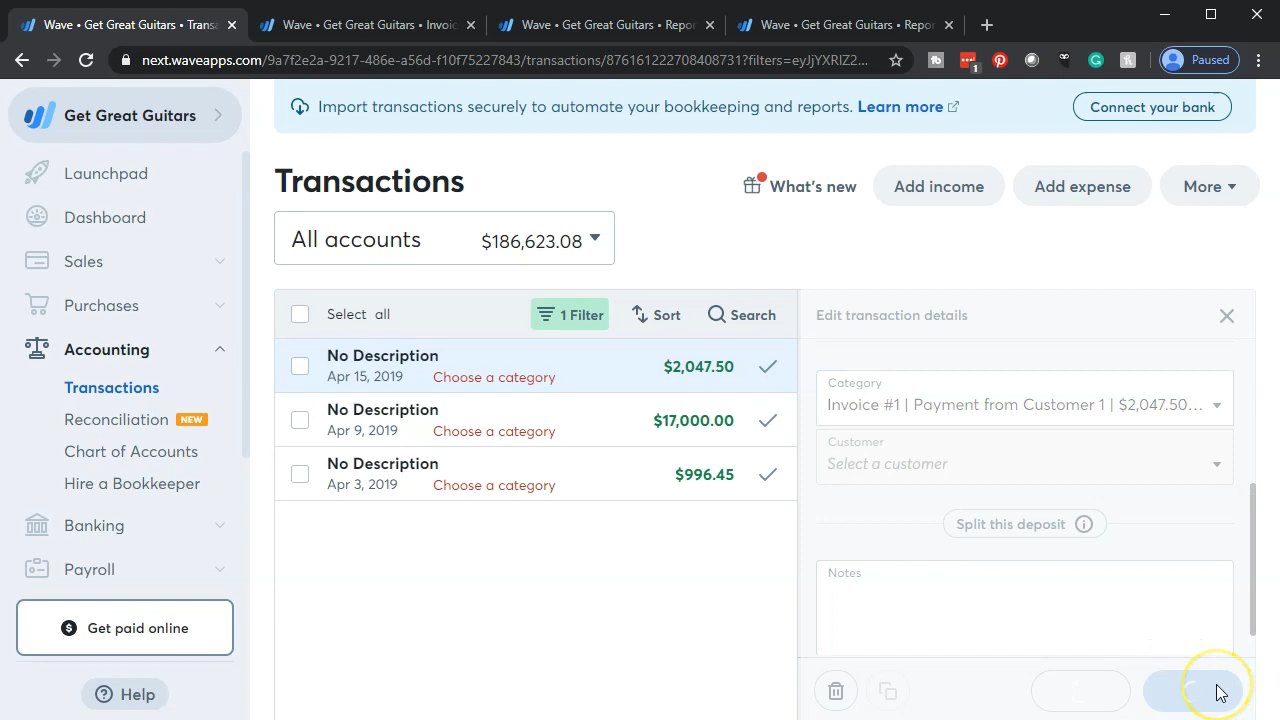 Wave • Get Great Guitars • Transa
Wave • Get Great Guitars • Invoic
Wave • Get Great Guitars • Repor
Wave • Get Great Guitars • Repor
next.waveapps.com/9a7f2e2a-9217-486e-a56d-f10f75227843/transactions/876161222708408731?filters=eyJjYXRlZ2...
1
Paused
Get Great Guitars
Import transactions securely to automate your bookkeeping and reports. Learn more
Connect your bank
Launchpad
Dashboard
Sales
Purchases
Accounting
Transactions
Reconciliation NEW
Chart of Accounts
Hire a Bookkeeper
Banking
Payroll
Get paid online
Help
Transactions
What's new
Add income
Add expense
More
All accounts $186,623.08
Select all
1 Filter
Sort
Search
No Description
Apr 15, 2019 Choose a category
$2,047.50
No Description
Apr 9, 2019 Choose a category
$17,000.00
No Description
Apr 3, 2019 Choose a category
$996.45
Edit transaction details
Category
Invoice #1 | Payment from Customer 1 | $2,047.50...
Customer
Select a customer
Split this deposit
Notes